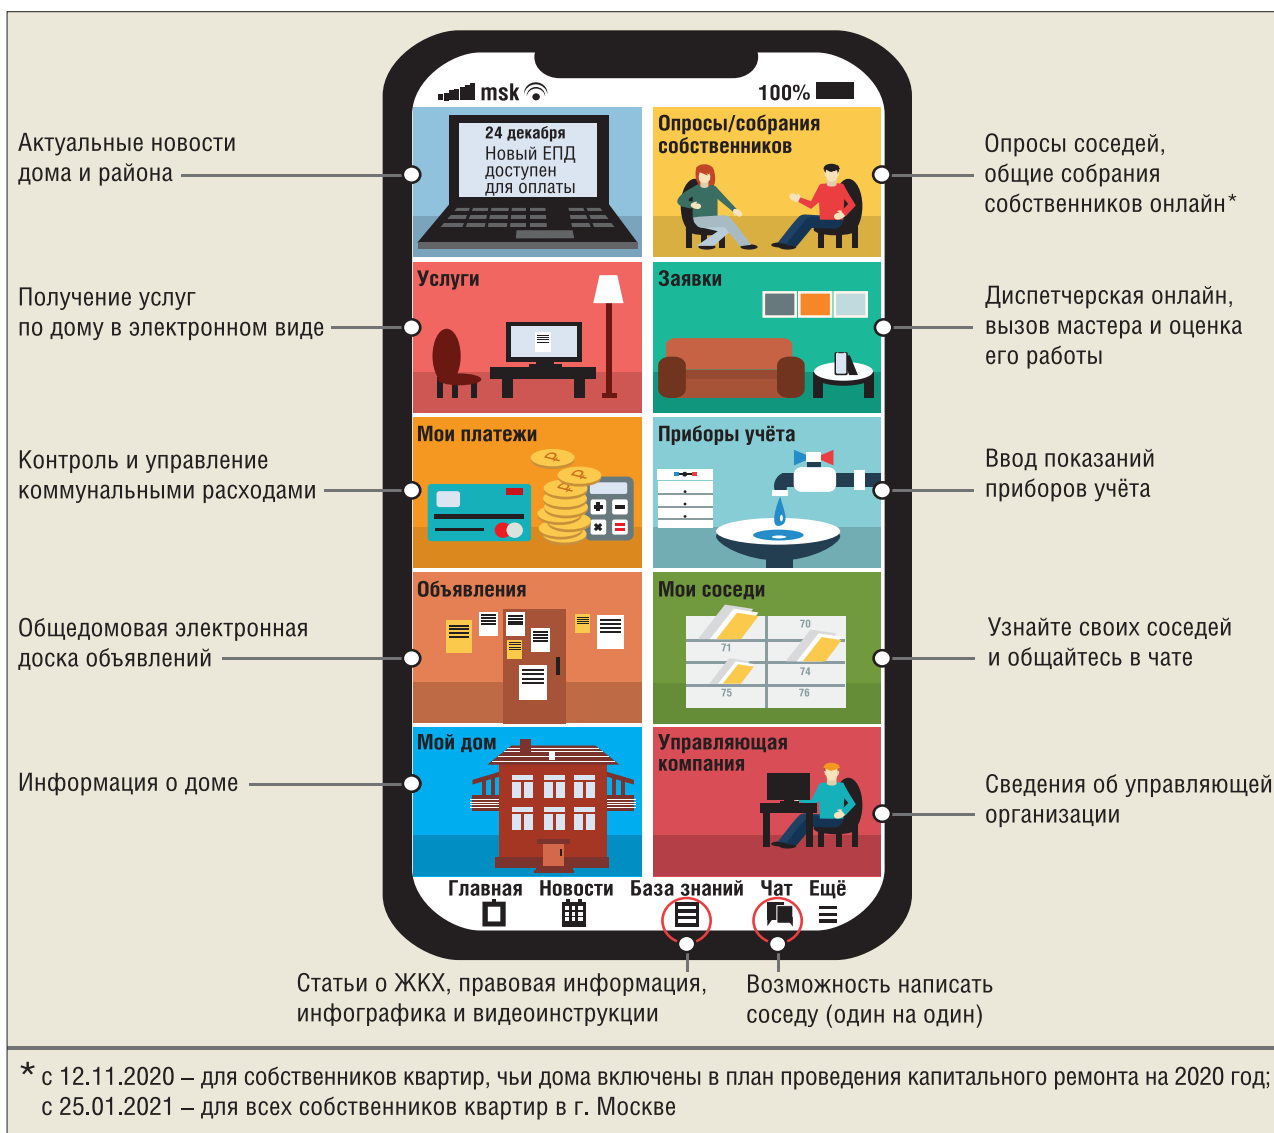 msk
100%
Актуальные новости
дома и района
24 декабря
Новый ЕПД
доступен
для оплаты
Опросы/собрания
собственников
Опросы соседей,
общие собрания
собственников онлайн*
Получение услуг
по дому в электронном виде
Услуги
Заявки
Диспетчерская онлайн,
вызов мастера и оценка
его работы
Контроль и управление
коммунальными расходами
Мои платежи
Приборы учёта
Ввод показаний
приборов учёта
Общедомовая электронная
доска объявлений
Объявления
Мои соседи
70
71
74
75
76
Узнайте своих соседей
и общайтесь в чате
Информация о доме
Мой дом
Управляющая
компания
Сведения об управляющей
организации
Главная Новости База знаний Чат Ещё
Статьи о ЖКХ, правовая информация,
инфографика и видеоинструкции
Возможность написать
соседу (один на один)
* с 12.11.2020 – для собственников квартир, чьи дома включены в план проведения капитального ремонта на 2020 год;
с 25.01.2021 – для всех собственников квартир в г. Москве